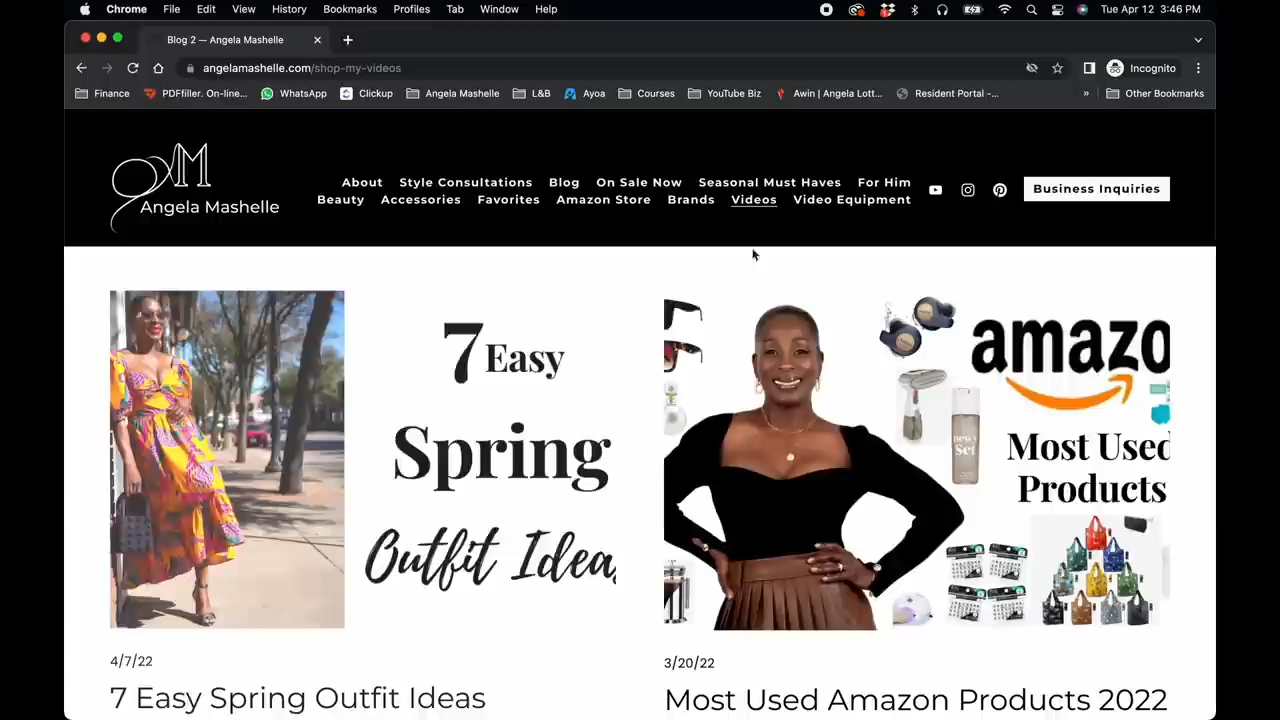 Chrome File Edit View History Bookmarks Profiles Tab Window Help Tue Apr 12 3:46 PM
Blog 2 — Angela Mashelle
angelamashelle.com/shop-my-videos Incognito
Finance PDFfiller. On-line... WhatsApp Clickup Angela Mashelle L&B Ayoa Courses YouTube Biz Awin | Angela Lott... Resident Portal -... » Other Bookmarks
M
Angela Mashelle
About Style Consultations Blog On Sale Now Seasonal Must Haves For Him
Beauty Accessories Favorites Amazon Store Brands Videos Video Equipment
Business Inquiries
7 Easy
Spring
Outfit Idea
amazo
Most Used
Products
Set
4/7/22
7 Easy Spring Outfit Ideas
3/20/22
Most Used Amazon Products 2022